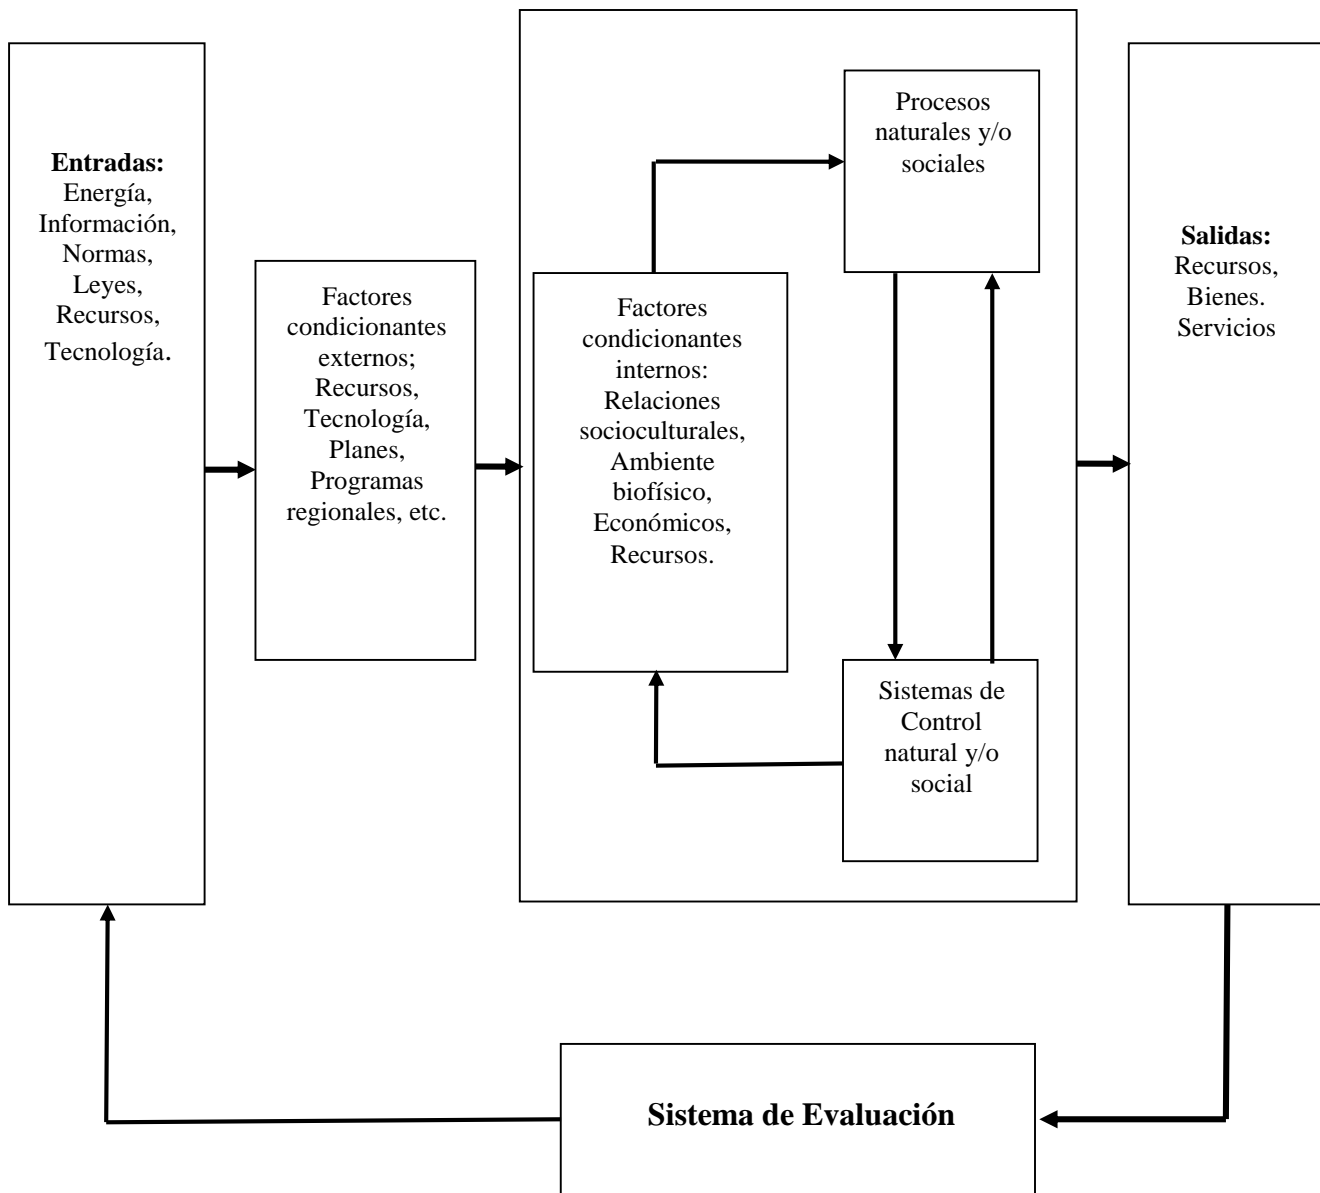 Entradas:
Energía,
Información,
Normas,
Leyes,
Recursos,
Tecnología.
Factores
condicionantes
externos;
Recursos,
Tecnología,
Planes,
Programas
regionales, etc.
Factores
condicionantes
internos:
Relaciones
socioculturales,
Ambiente
biofísico,
Económicos,
Recursos.
Procesos
naturales y/o
sociales
Sistemas de
Control
natural y/o
social
Salidas:
Recursos,
Bienes.
Servicios
Sistema de Evaluación